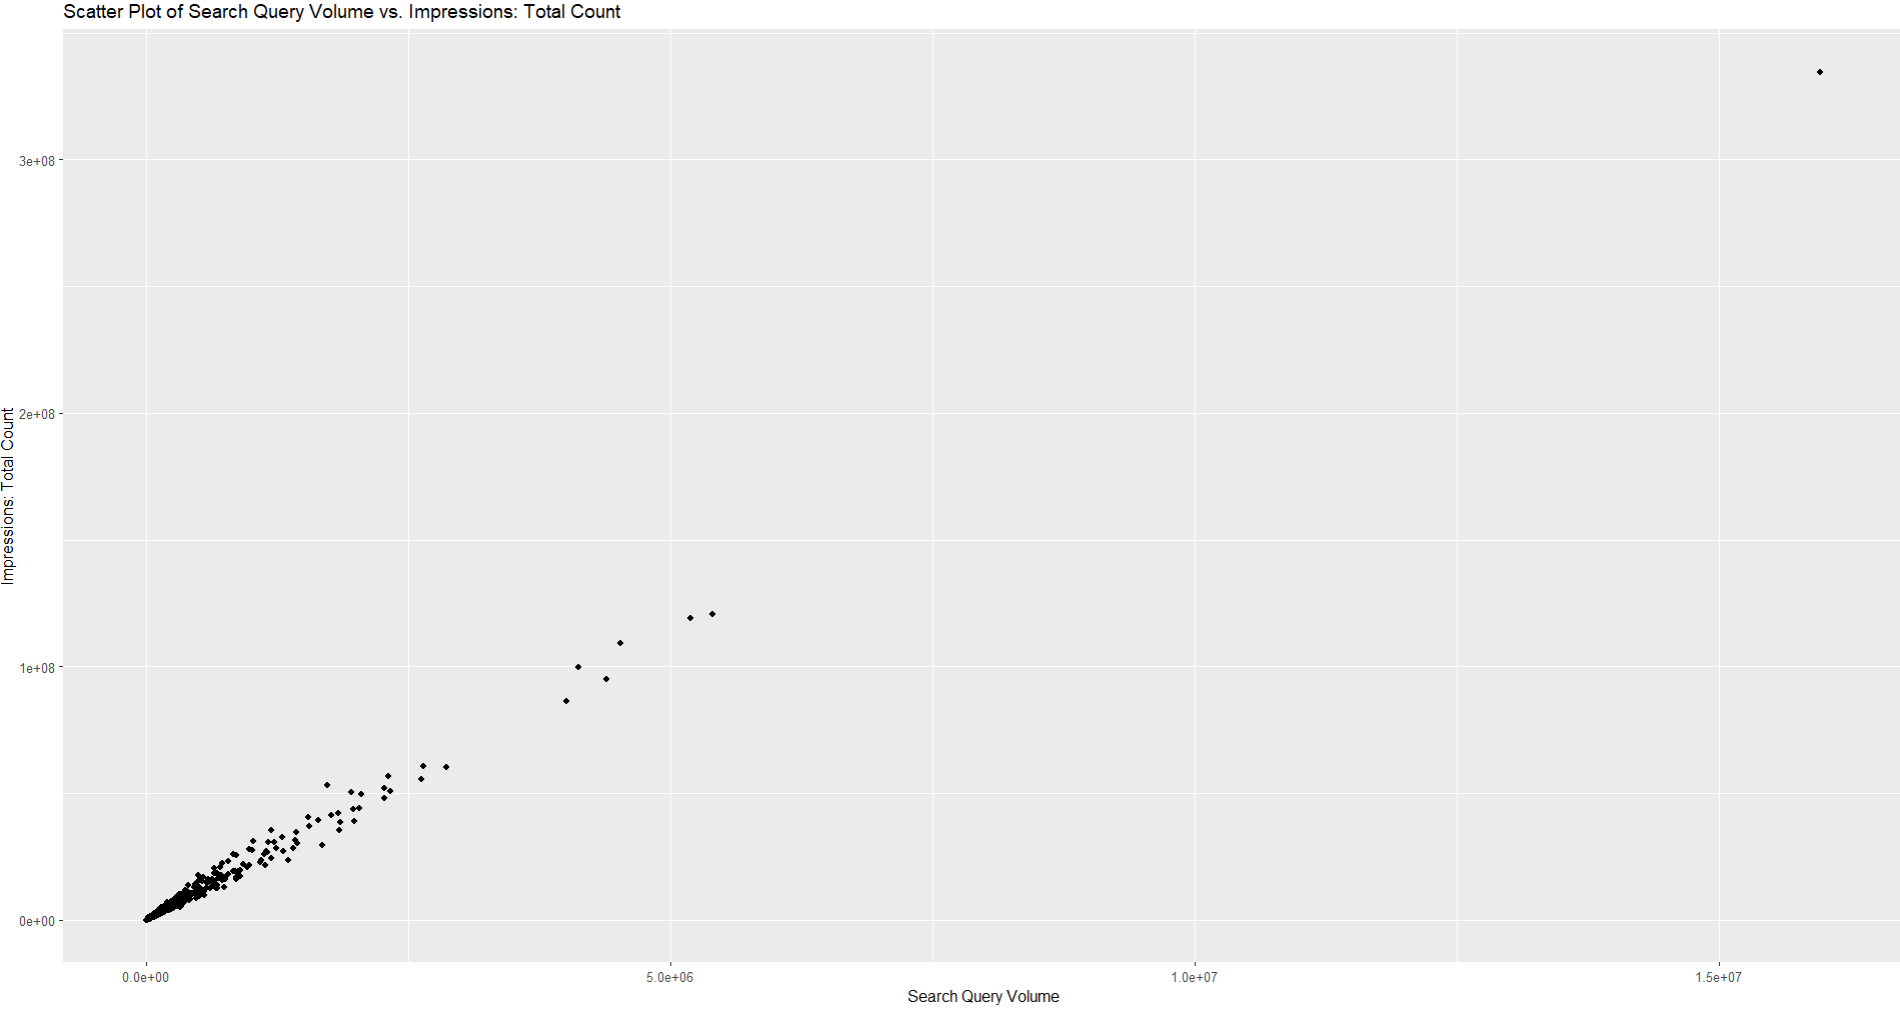 Scatter Plot of Search Query Volume vs. Impressions: Total Count
3e+08
2e+08
1e+08
0e+00
Impressions: Total Count
0.0e+00
5.0e+06
1.0e+07
1.5e+07
Search Query Volume